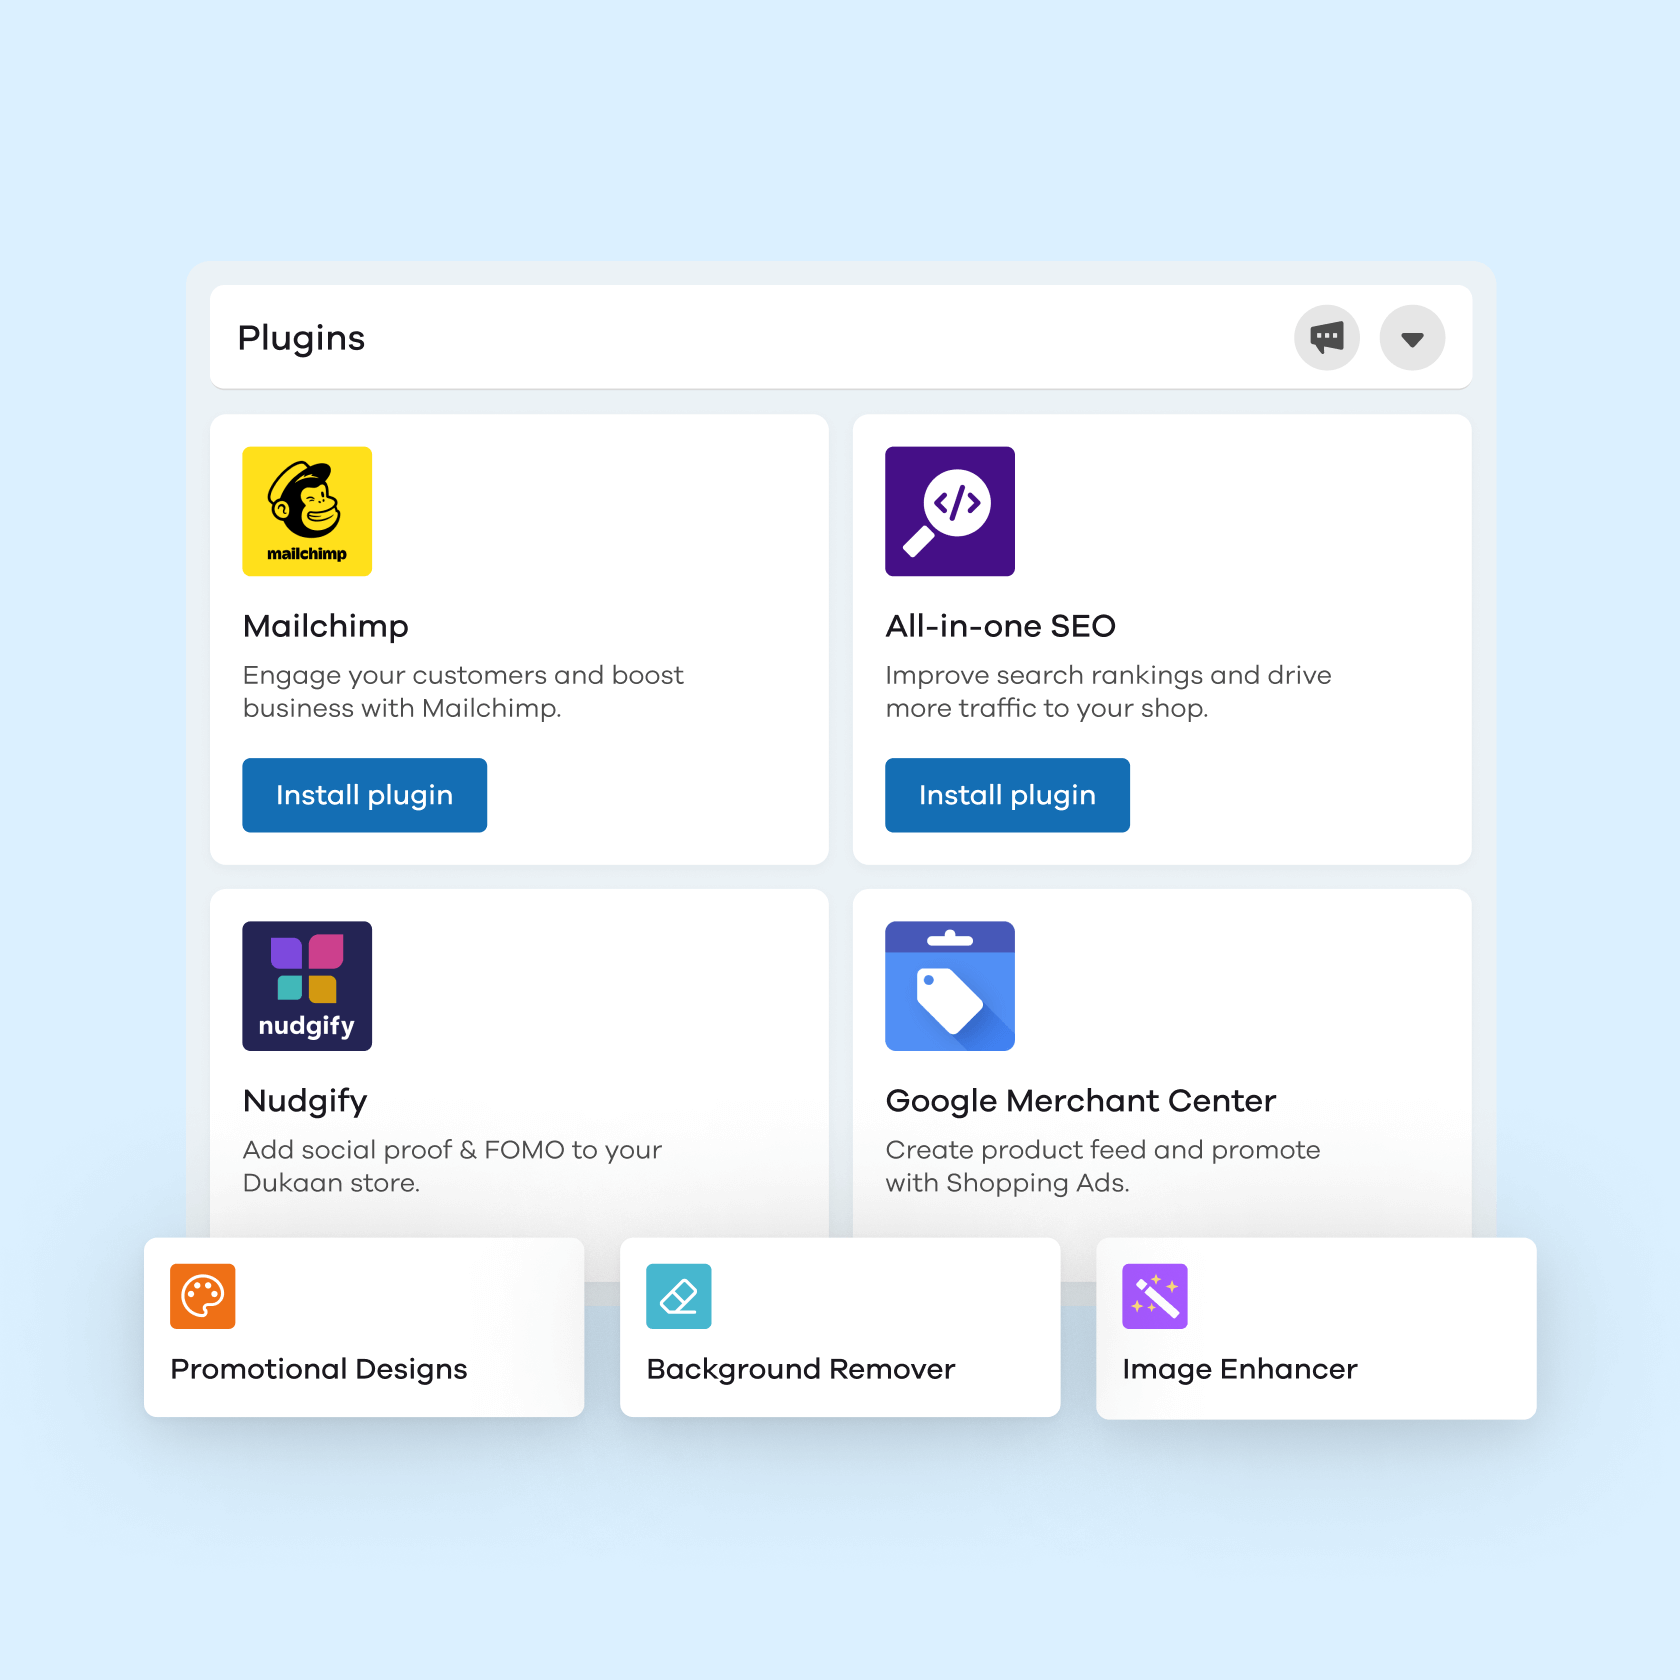 Plugins
mailchimp
Mailchimp
Engage your customers and boost
business with Mailchimp.
Install plugin
All-in-one SEO
Improve search rankings and drive
more traffic to your shop.
Install plugin
nudgify
Nudgify
Add social proof & FOMO to your
Dukaan store.
Google Merchant Center
Create product feed and promote
with Shopping Ads.
Promotional Designs
Background Remover
Image Enhancer